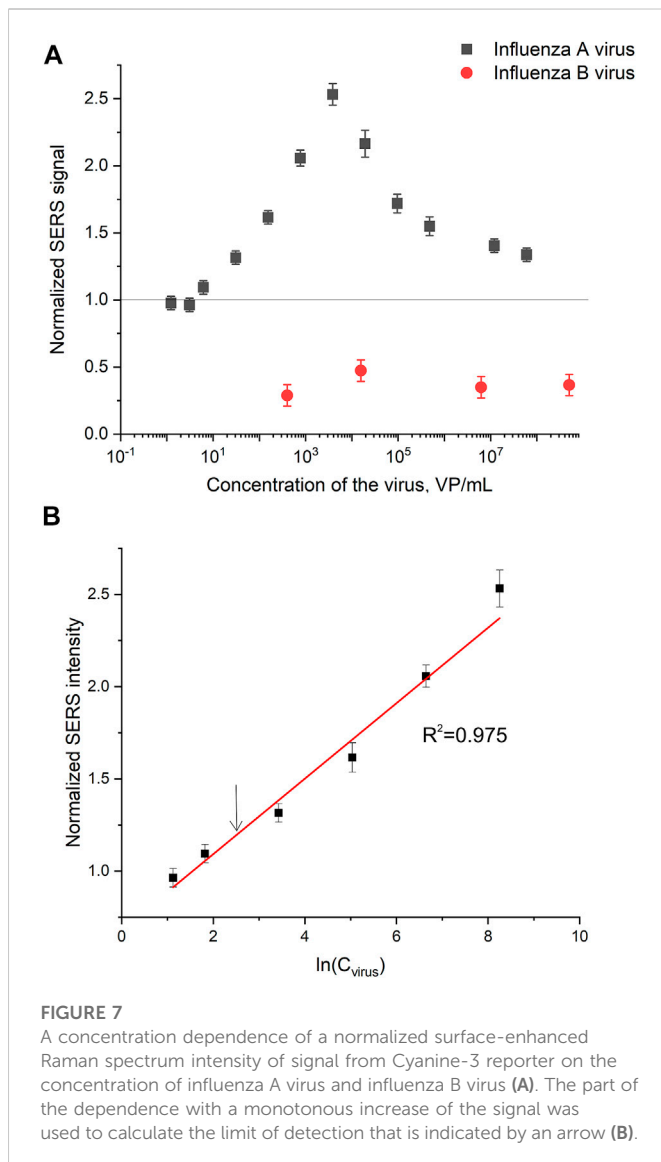 A
Influenza A virus
Influenza B virus
2.5
2.0
1.5
1.0
0.5
0.0
Normalized SERS signal
10⁻¹ 10¹ 10³ 10⁵ 10⁷
Concentration of the virus, VP/mL
B
2.5
2.0
1.5
1.0
Normalized SERS intensity
R²=0.975
0 2 4 6 8 10
ln(Cvirus)
FIGURE 7
A concentration dependence of a normalized surface-enhanced
Raman spectrum intensity of signal from Cyanine-3 reporter on the
concentration of influenza A virus and influenza B virus (A). The part of
the dependence with a monotonous increase of the signal was
used to calculate the limit of detection that is indicated by an arrow (B).